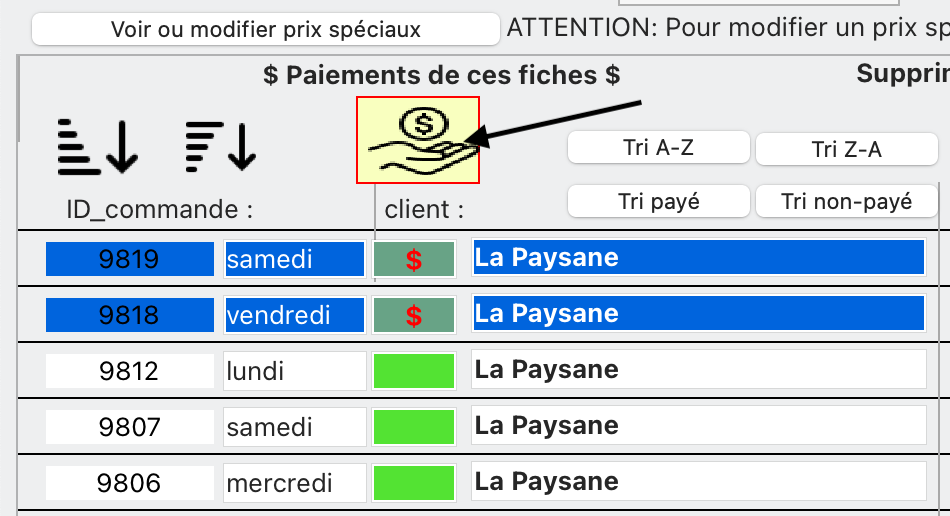 Voir ou modifier prix spéciaux ATTENTION: Pour modifier un prix sp
$ Paiements de ces fiches $ Supprir
$
Tri A-Z Tri Z-A
Tri payé Tri non-payé
ID_commande : client :
9819 samedi $ La Paysane
9818 vendredi $ La Paysane
9812 lundi La Paysane
9807 samedi La Paysane
9806 mercredi La Paysane